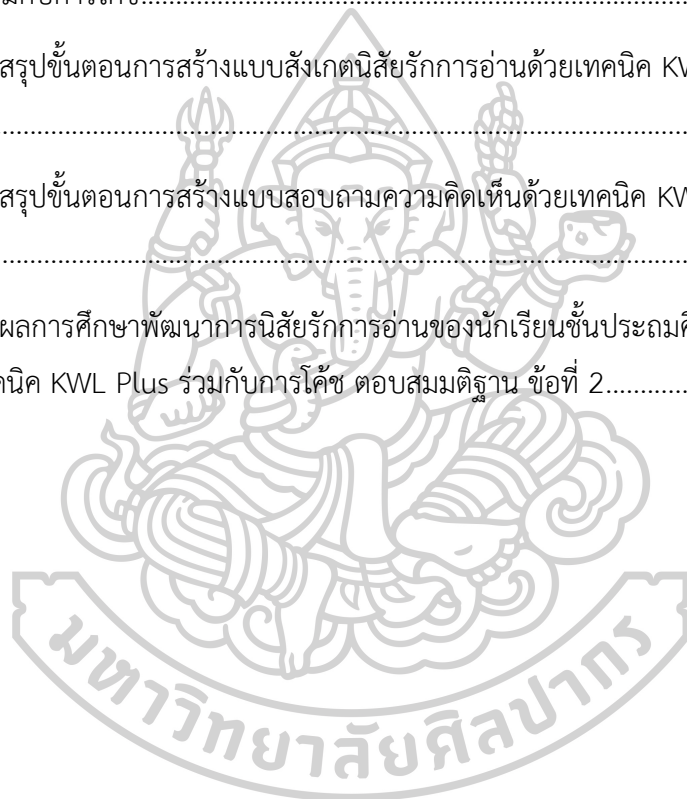 สรุปขั้นตอนการสร้างแบบสังเกตนิสัยรักการอ่านด้วยเทคนิค KW
....................................................................................................
สรุปขั้นตอนการสร้างแบบสอบถามความคิดเห็นด้วยเทคนิค KW
....................................................................................................
ผลการศึกษาพัฒนาการนิสัยรักการอ่านของนักเรียนชั้นประถมศึ
คนิค KWL Plus ร่วมกับการโค้ช ตอบสมมติฐาน ข้อที่ 2...............
มหาวิทยาลัยศิลปากร